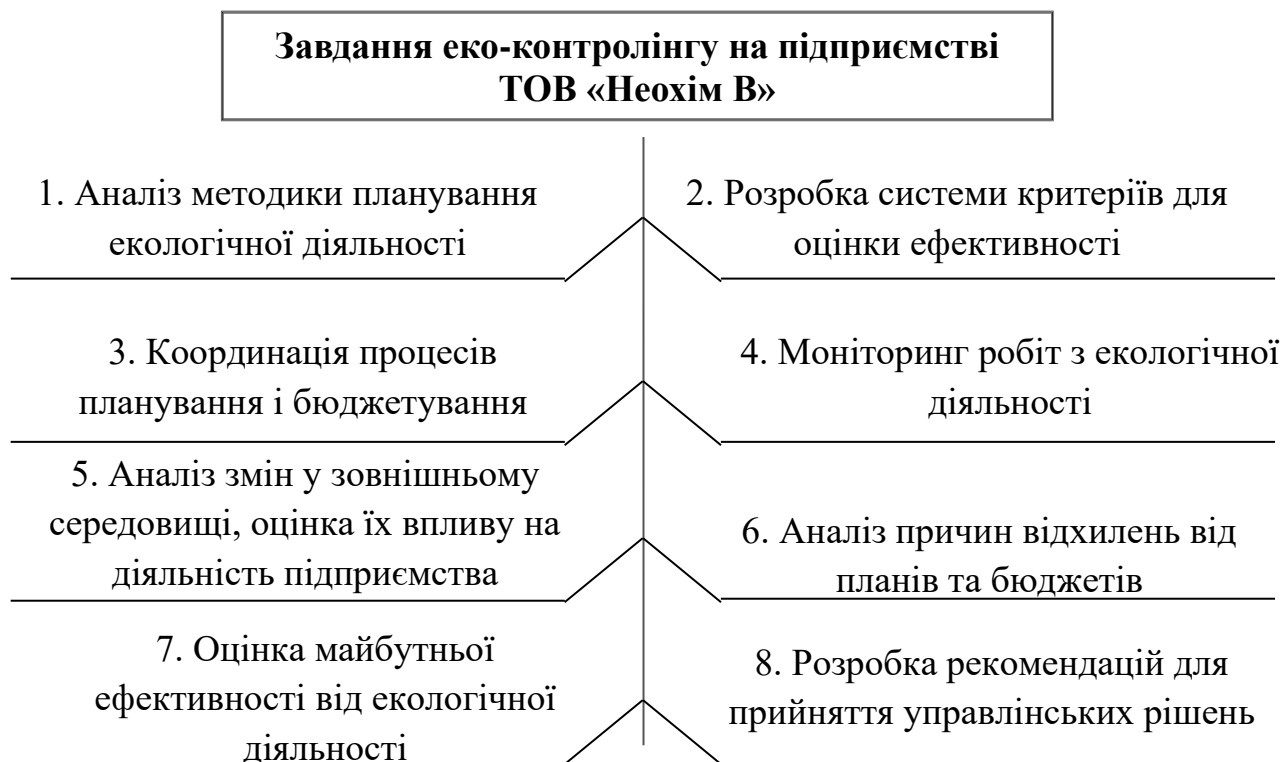 Завдання еко-контролінгу на підприємстві
ТОВ «Неохім В»
1. Аналіз методики планування
екологічної діяльності
2. Розробка системи критеріїв для
оцінки ефективності
3. Координація процесів
планування і бюджетування
4. Моніторинг робіт з екологічної
діяльності
5. Аналіз змін у зовнішньому
середовищі, оцінка їх впливу на
діяльність підприємства
6. Аналіз причин відхилень від
планів та бюджетів
7. Оцінка майбутньої
ефективності від екологічної
діяльності
8. Розробка рекомендацій для
прийняття управлінських рішень